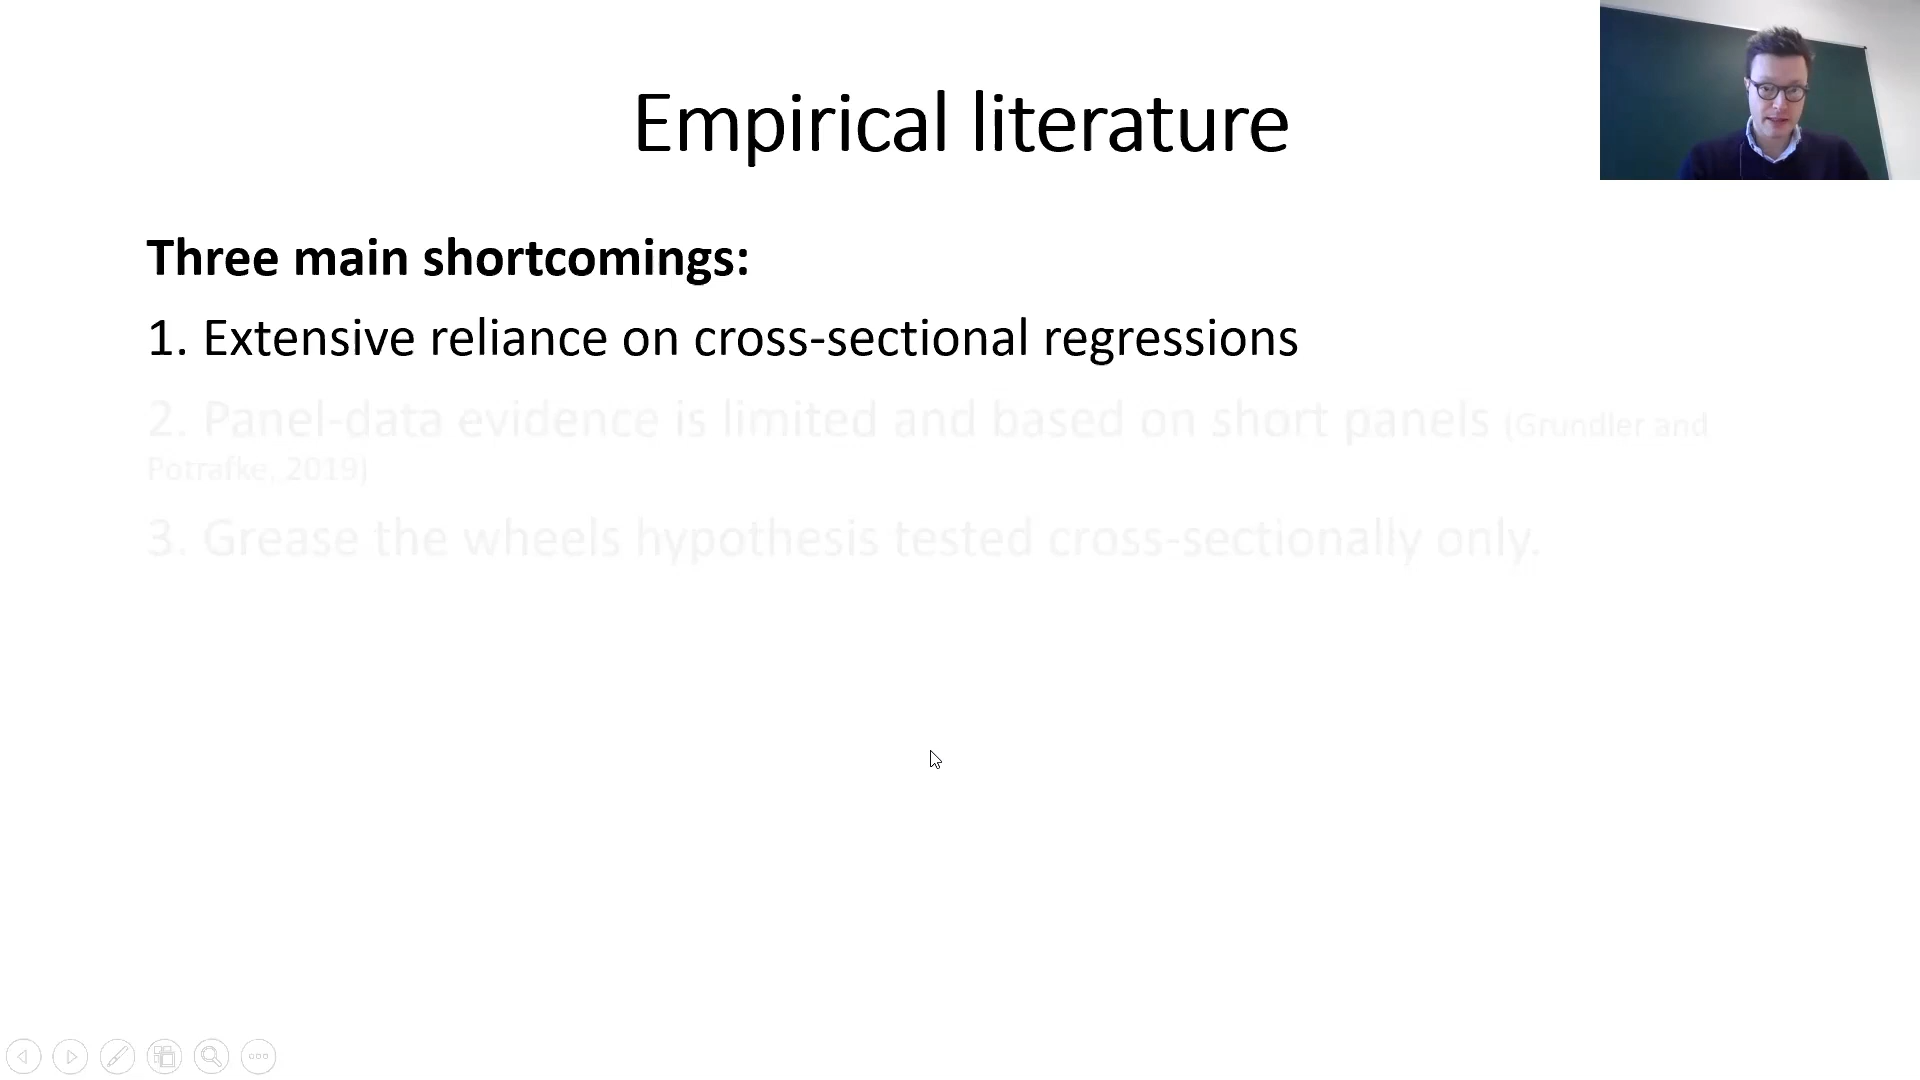 Empirical literature
Three main shortcomings:
1. Extensive reliance on cross-sectional regressions
2. Panel-data evidence is limited and based on short panels (Grundler and
Potrafke, 2019)
3. Grease the wheels hypothesis tested cross-sectionally only.